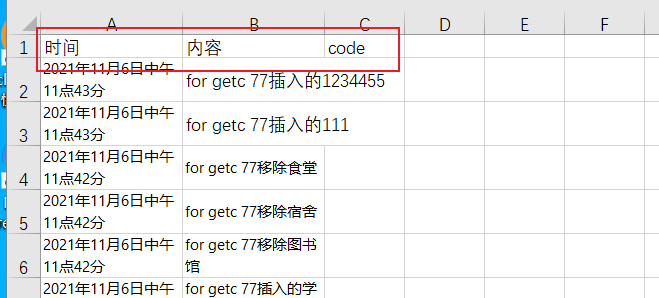 A B C D E F
1 时间 内容 code
2021年11月6日中午
2 11点43分 for getc 77插入的1234455
2021年11月6日中午
3 11点43分 for getc 77插入的111
2021年11月6日中午
4 11点42分 for getc 77移除食堂
2021年11月6日中午
5 11点42分 for getc 77移除宿舍
2021年11月6日中午 for getc 77移除图书
6 11点42分 馆
2021年11月6日中午 for getc 77插入的学